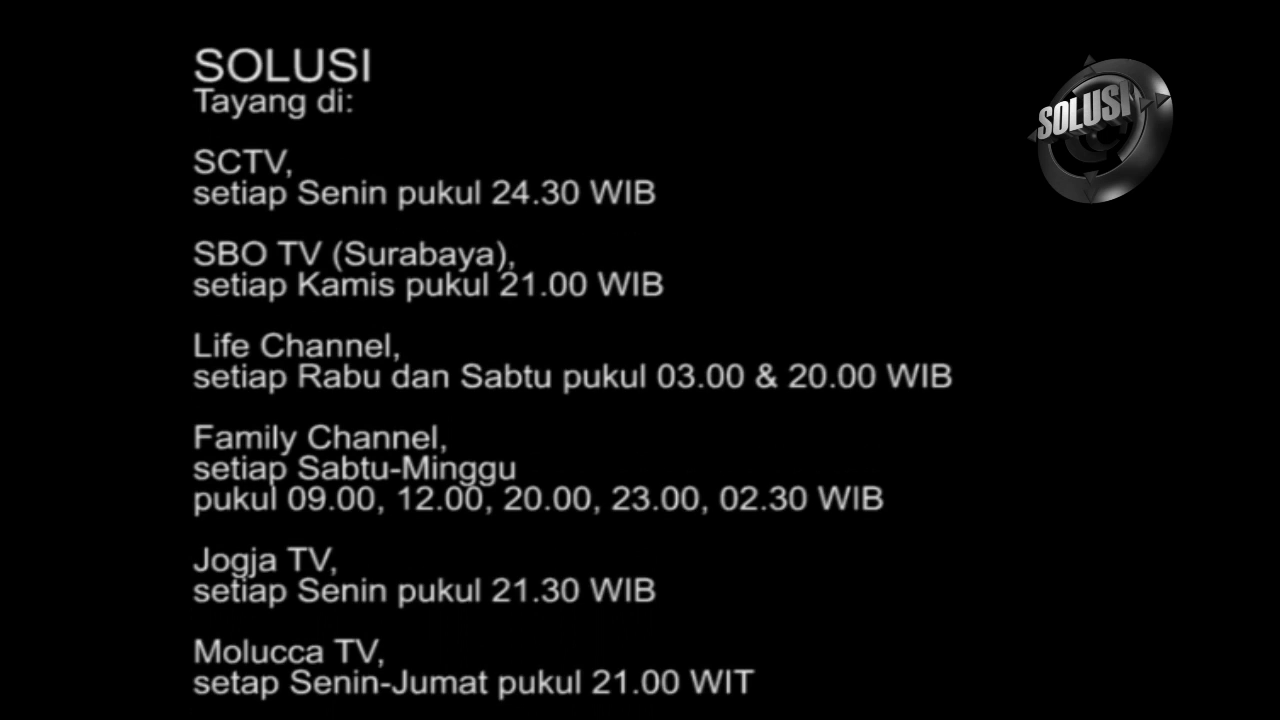 SOLUSI
Tayang di:
SOLUSI
SCTV,
setiap Senin pukul 24.30 WIB
SBO TV (Surabaya),
setiap Kamis pukul 21.00 WIB
Life Channel,
setiap Rabu dan Sabtu pukul 03.00 & 20.00 WIB
Family Channel,
setiap Sabtu-Minggu
pukul 09.00, 12.00, 20.00, 23.00, 02.30 WIB
Jogja TV,
setiap Senin pukul 21.30 WIB
Molucca TV,
setap Senin-Jumat pukul 21.00 WIT